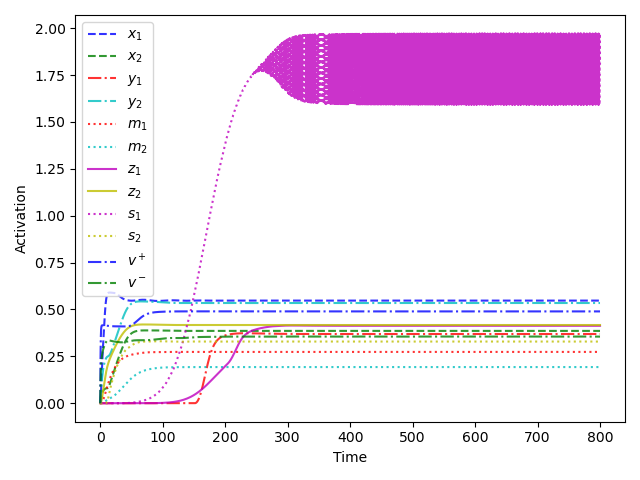 2.00
1.75
1.50
1.25
1.00
0.75
0.50
0.25
0.00
Activation
x₁
x₂
y₁
y₂
m₁
m₂
z₁
z₂
s₁
s₂
v⁺
v⁻
0 100 200 300 400 500 600 700 800
Time